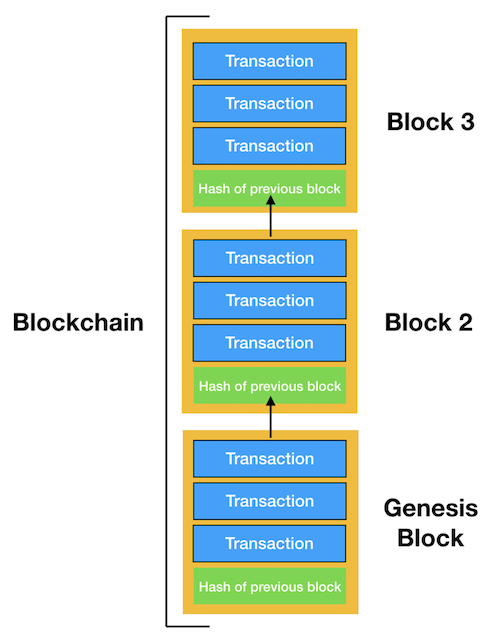 Transaction
Transaction
Transaction
Hash of previous block
Block 3
Transaction
Transaction
Transaction
Hash of previous block
Blockchain
Block 2
Transaction
Transaction
Transaction
Hash of previous block
Genesis
Block